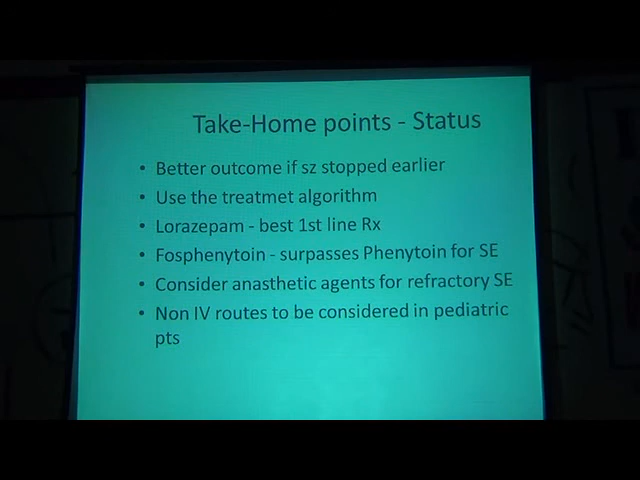 Take-Home points - Status
• Better outcome if sz stopped earlier
• Use the treatmet algorithm
• Lorazepam - best 1st line Rx
• Fosphenytoin - surpasses Phenytoin for SE
• Consider anasthetic agents for refractory SE
• Non IV routes to be considered in pediatric
pts